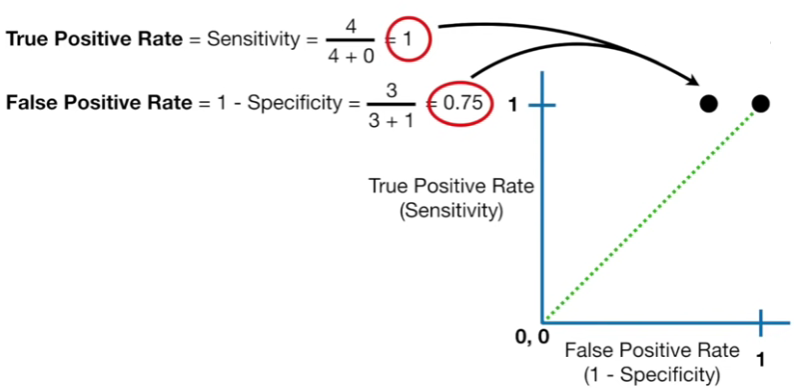 True Positive Rate = Sensitivity = 4 / 4 + 0 = 1
False Positive Rate = 1 - Specificity = 3 / 3 + 1 = 0.75
1
True Positive Rate
(Sensitivity)
0, 0
False Positive Rate
(1 - Specificity)
1